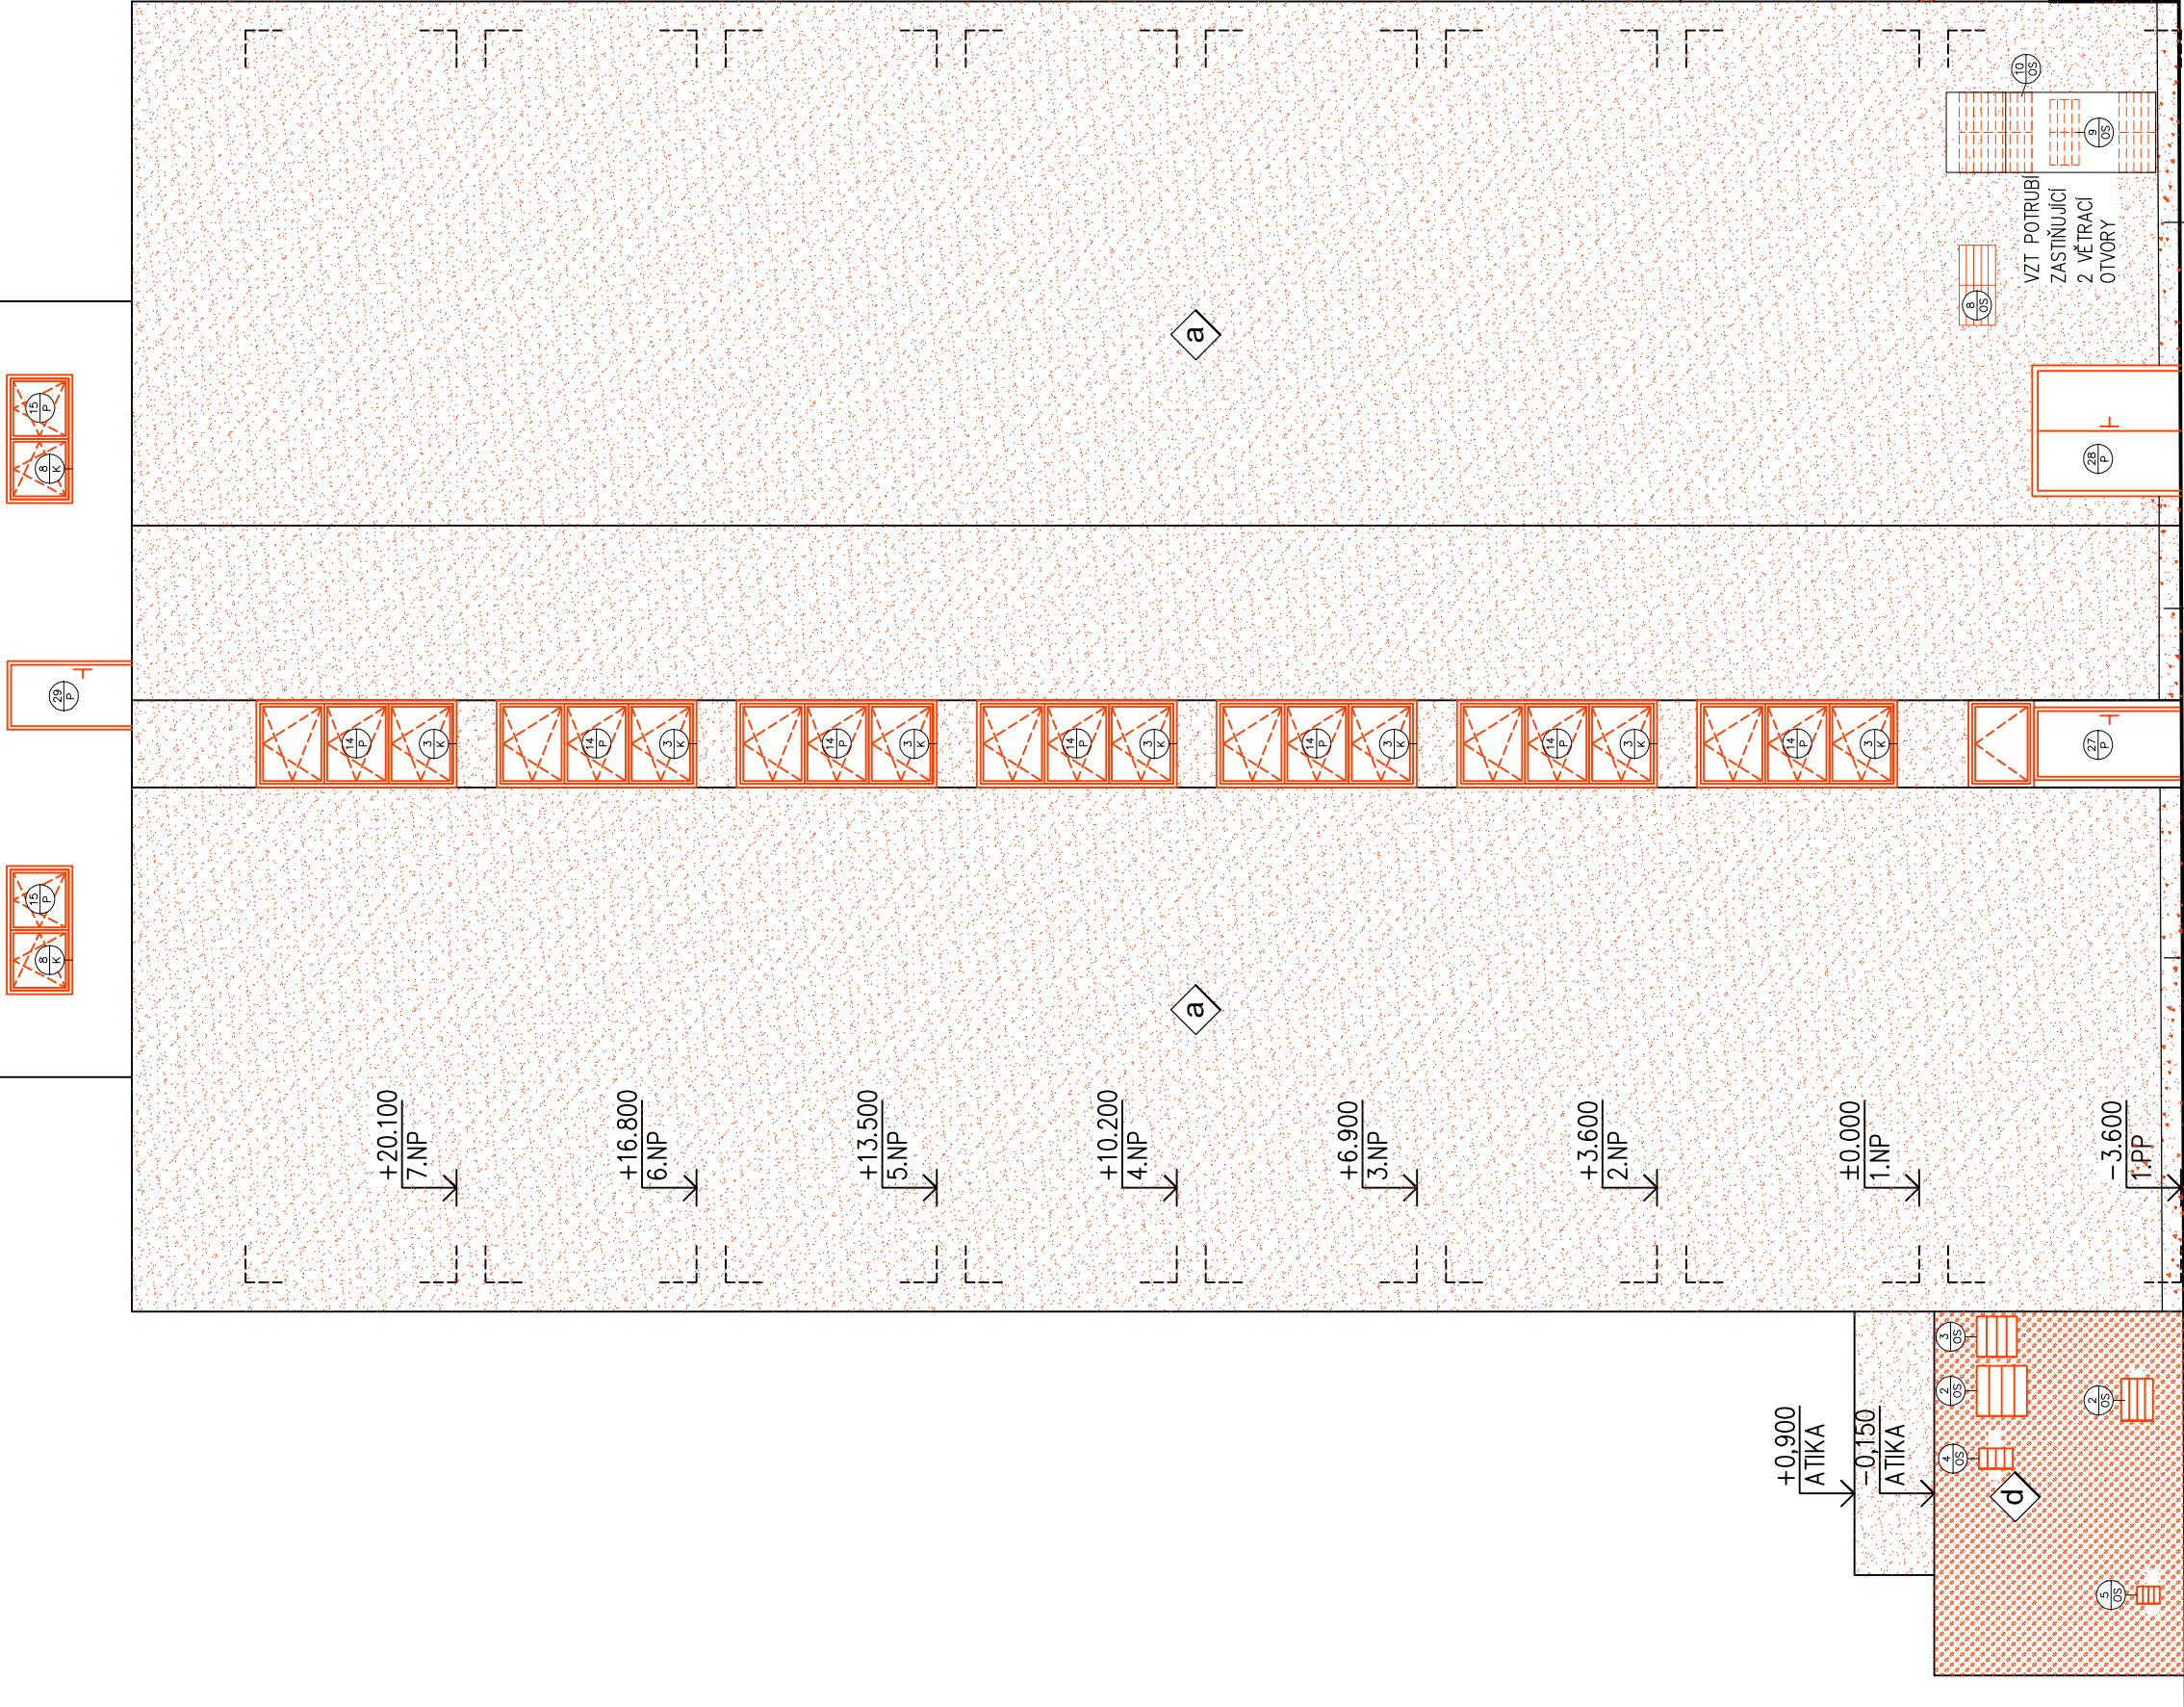 8
K
15
P
29
P
8
K
15
P
+20.100
7.NP
14
P
3
K
+16.800
6.NP
14
P
3
K
+13.500
5.NP
14
P
3
K
+10.200
4.NP
14
P
3
K
a
a
+6.900
3.NP
14
P
3
K
+3.600
2.NP
14
P
3
K
+0,900
ATIKA
±0.000
1.NP
14
P
3
K
-0,150
ATIKA
4
OS
2
OS
3
OS
8
OS
10
OS
d
VZT POTRUBÍ
ZASTIŇUJÍCÍ
2 VĚTRACÍ
OTVORY
5
OS
2
OS
-3.600
1.PP
27
P
28
P
9
OS